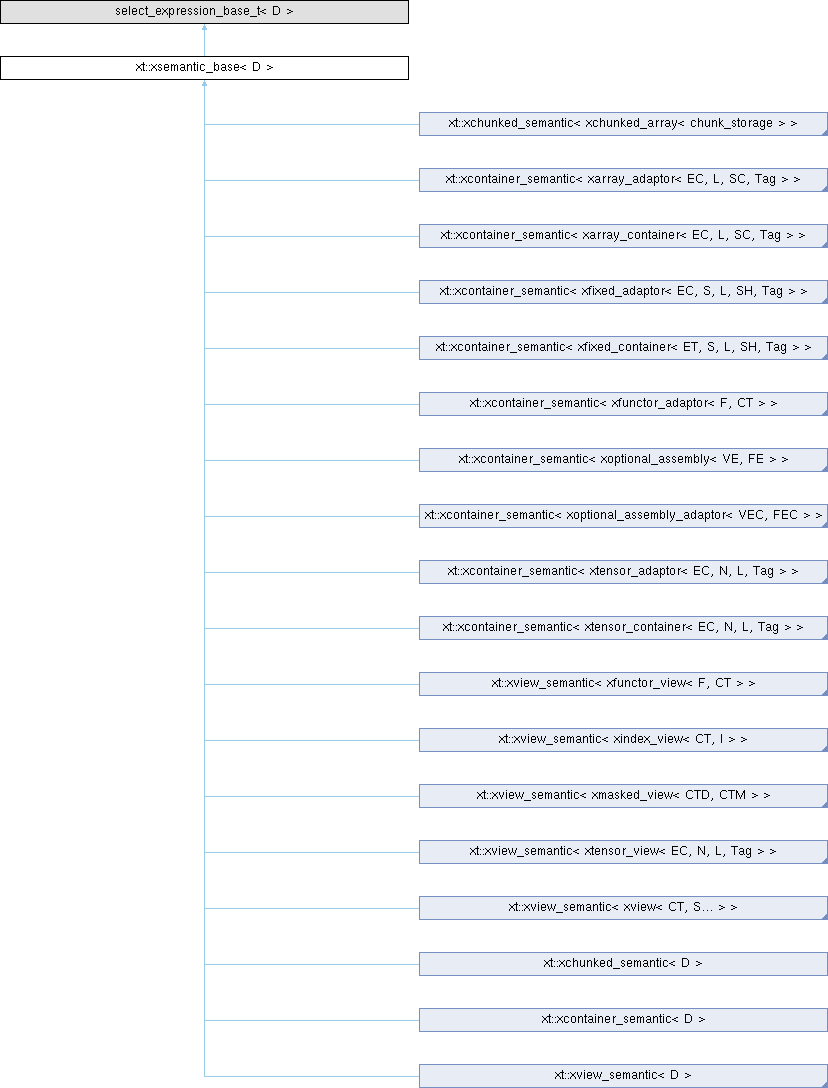 select_expression_base_t< D >
xt::xsemantic_base< D >
xt::xchunked_semantic< xchunked_array< chunk_storage > >
xt::xcontainer_semantic< xarray_adaptor< EC, L, SC, Tag > >
xt::xcontainer_semantic< xarray_container< EC, L, SC, Tag > >
xt::xcontainer_semantic< xfixed_adaptor< EC, S, L, SH, Tag > >
xt::xcontainer_semantic< xfixed_container< ET, S, L, SH, Tag > >
xt::xcontainer_semantic< xfunctor_adaptor< F, CT > >
xt::xcontainer_semantic< xoptional_assembly< VE, FE > >
xt::xcontainer_semantic< xoptional_assembly_adaptor< VEC, FEC > >
xt::xcontainer_semantic< xtensor_adaptor< EC, N, L, Tag > >
xt::xcontainer_semantic< xtensor_container< EC, N, L, Tag > >
xt::xview_semantic< xfunctor_view< F, CT > >
xt::xview_semantic< xindex_view< CT, I > >
xt::xview_semantic< xmasked_view< CTD, CTM > >
xt::xview_semantic< xtensor_view< EC, N, L, Tag > >
xt::xview_semantic< xview< CT, S... > >
xt::xchunked_semantic< D >
xt::xcontainer_semantic< D >
xt::xview_semantic< D >